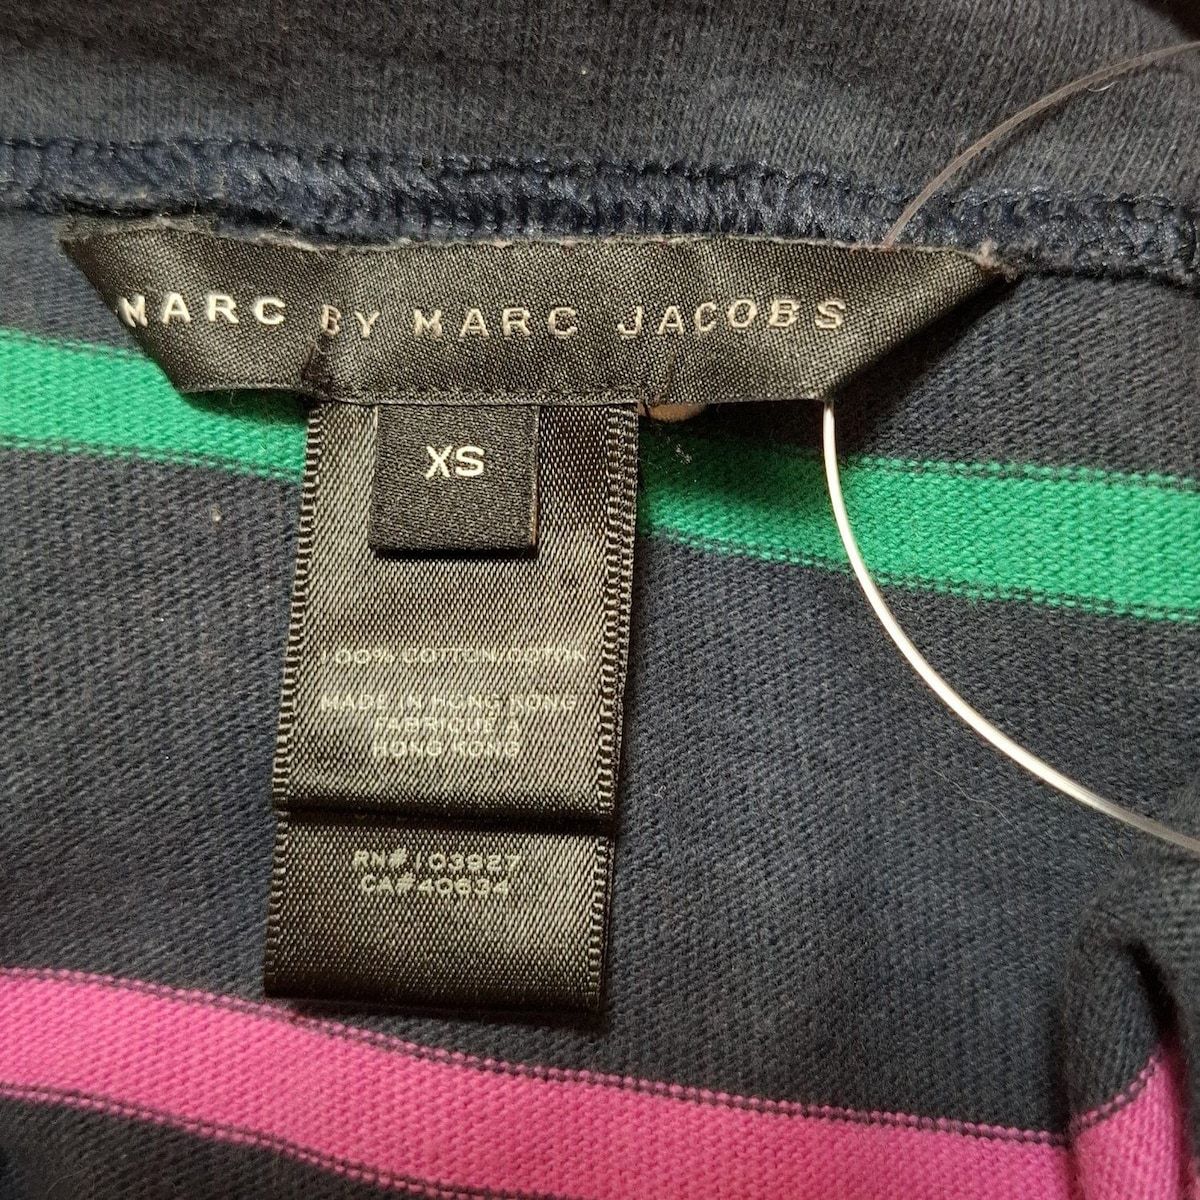 MARC BY MARC JACOBS
XS
100% COTTON/COTON
MADE IN HONG KONG
FABRIQUE A
HONG KONG
RN#103927
CA#40634